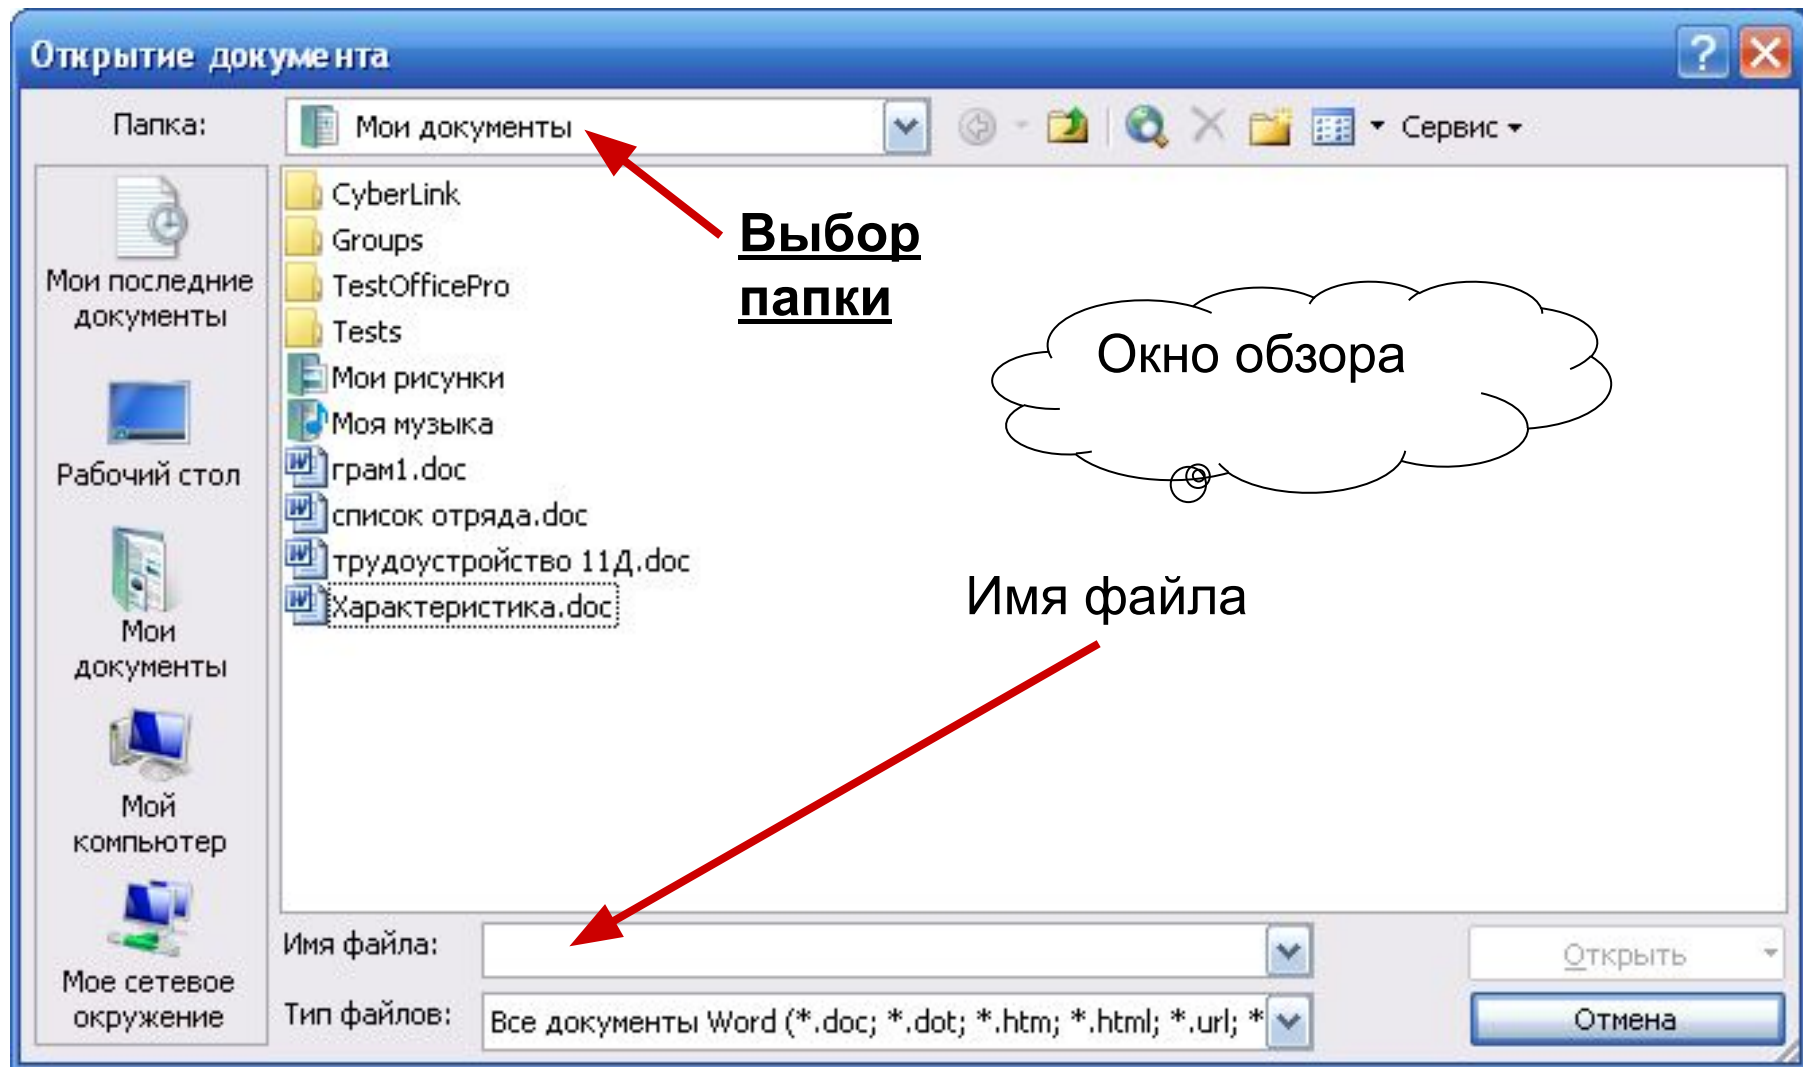 Открытие документа
Папка:
Мои документы
Сервис
CyberLink
Groups
TestOfficePro
Tests
Мои рисунки
Моя музыка
грам1.doc
список отряда.doc
трудоустройство 11Д.doc
Характеристика.doc
Мои последние
документы
Рабочий стол
Мои
документы
Мой
компьютер
Мое сетевое
окружение
Выбор
папки
Окно обзора
Имя файла
Имя файла:
Открыть
Тип файлов:
Все документы Word (*.doc; *.dot; *.htm; *.html; *.url; *
Отмена